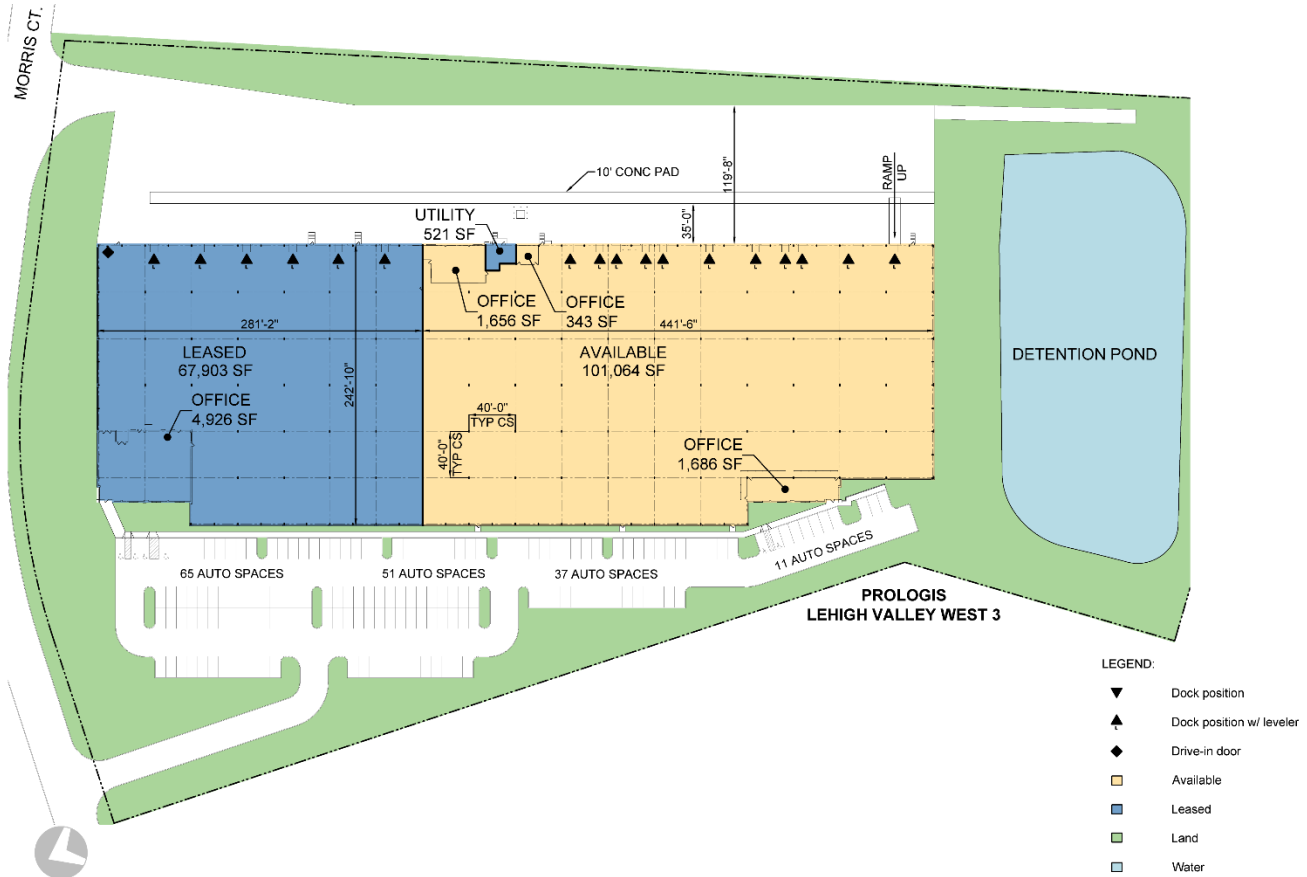 MORRIS CT.
10' CONC PAD
119'-8"
RAMP
UP
35'-0"
UTILITY
521 SF
OFFICE
1,656 SF
OFFICE
343 SF
281'-2"
441'-6"
LEASED
67,903 SF
242'-10"
AVAILABLE
101,064 SF
DETENTION POND
OFFICE
4,926 SF
40'-0"
TYP CS
40'-0"
TYP CS
OFFICE
1,686 SF
65 AUTO SPACES
51 AUTO SPACES
37 AUTO SPACES
11 AUTO SPACES
PROLOGIS
LEHIGH VALLEY WEST 3
LEGEND:
Dock position
L
Dock position w/ leveler
Drive-in door
Available
Leased
Land
Water